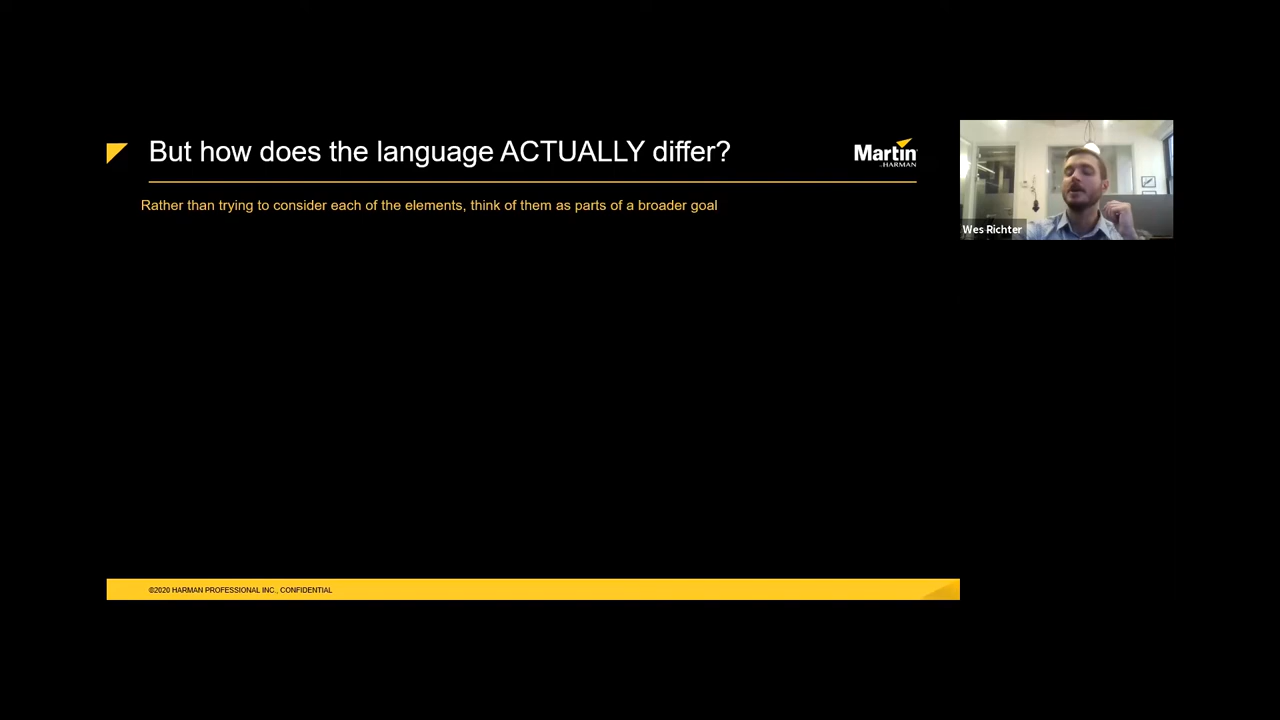 But how does the language ACTUALLY differ?
Martin
by HARMAN
Rather than trying to consider each of the elements, think of them as parts of a broader goal
Wes Richter
©2020 HARMAN PROFESSIONAL INC., CONFIDENTIAL